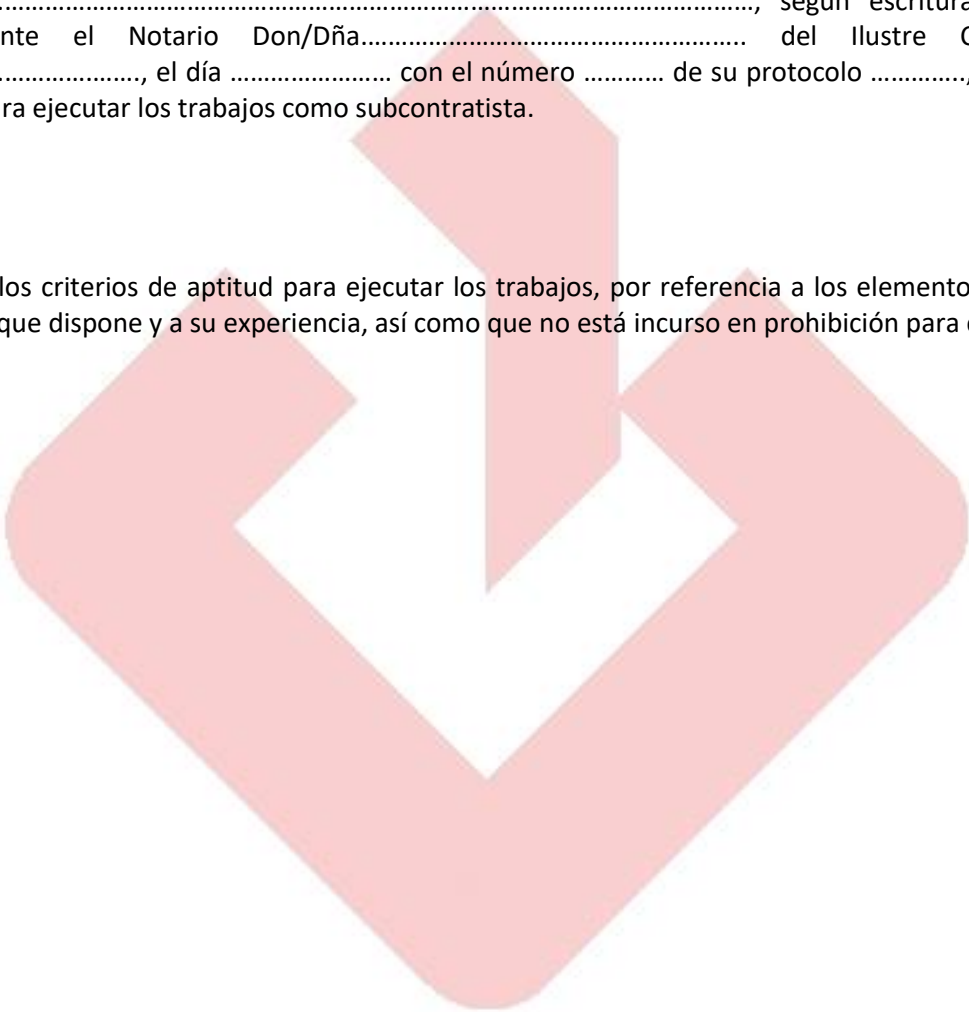 …………………………………………………………………………………………, según escritura
nte el Notario Don/Dña…………………………………………….. del Ilustre
………………., el día ………………… con el número ………… de su protocolo ………….,
ra ejecutar los trabajos como subcontratista.
los criterios de aptitud para ejecutar los trabajos, por referencia a los elemento
que dispone y a su experiencia, así como que no está incurso en prohibición para